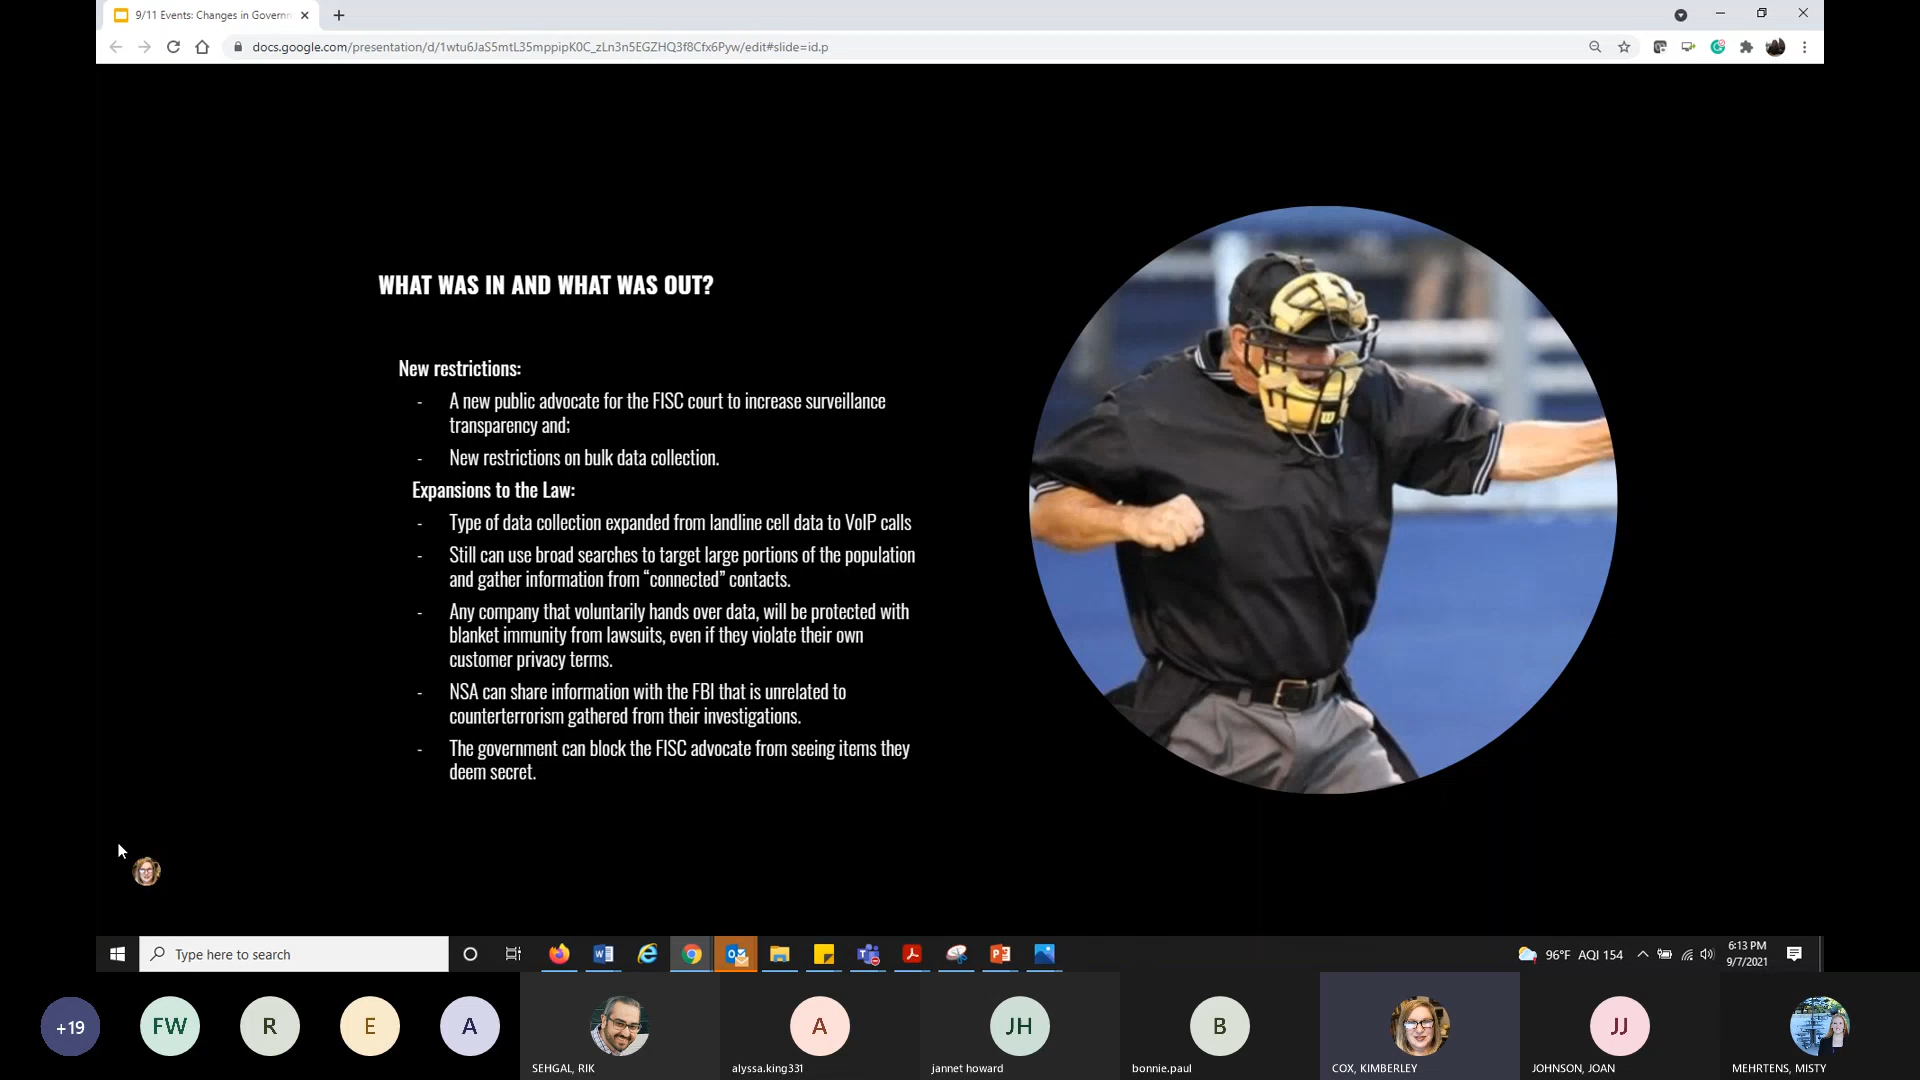 9/11 Events: Changes in Governm
docs.google.com/presentation/d/1wtu6JaS5mtL35mppipK0C_zLn3n5EGZHQ3f8Cfx6Pyw/edit#slide=id.p
WHAT WAS IN AND WHAT WAS OUT?
New restrictions:
- A new public advocate for the FISC court to increase surveillance
transparency and;
- New restrictions on bulk data collection.
Expansions to the Law:
- Type of data collection expanded from landline cell data to VoIP calls
- Still can use broad searches to target large portions of the population
and gather information from “connected” contacts.
- Any company that voluntarily hands over data, will be protected with
blanket immunity from lawsuits, even if they violate their own
customer privacy terms.
- NSA can share information with the FBI that is unrelated to
counterterrorism gathered from their investigations.
- The government can block the FISC advocate from seeing items they
deem secret.
Type here to search
96°F AQI 154
6:13 PM
9/7/2021
+19
FW
R
E
A
A
JH
B
JJ
SEHGAL, RIK
alyssa.king331
jannet howard
bonnie.paul
COX, KIMBERLEY
JOHNSON, JOAN
MEHRTENS, MISTY